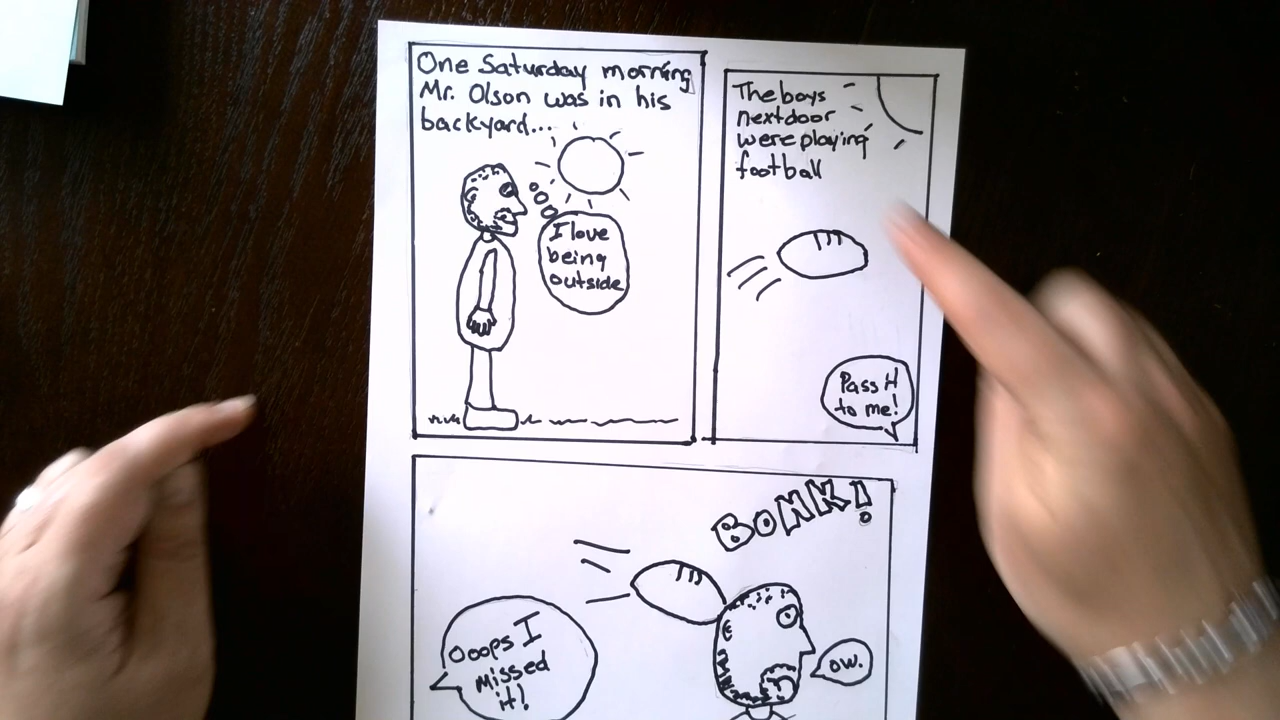 One Saturday morning
Mr. Olson was in his
backyard...
I love
being
outside
The boys
next door
were playing
football
Pass it
to me!
BONK!
Ooops I
missed
it!
OW.